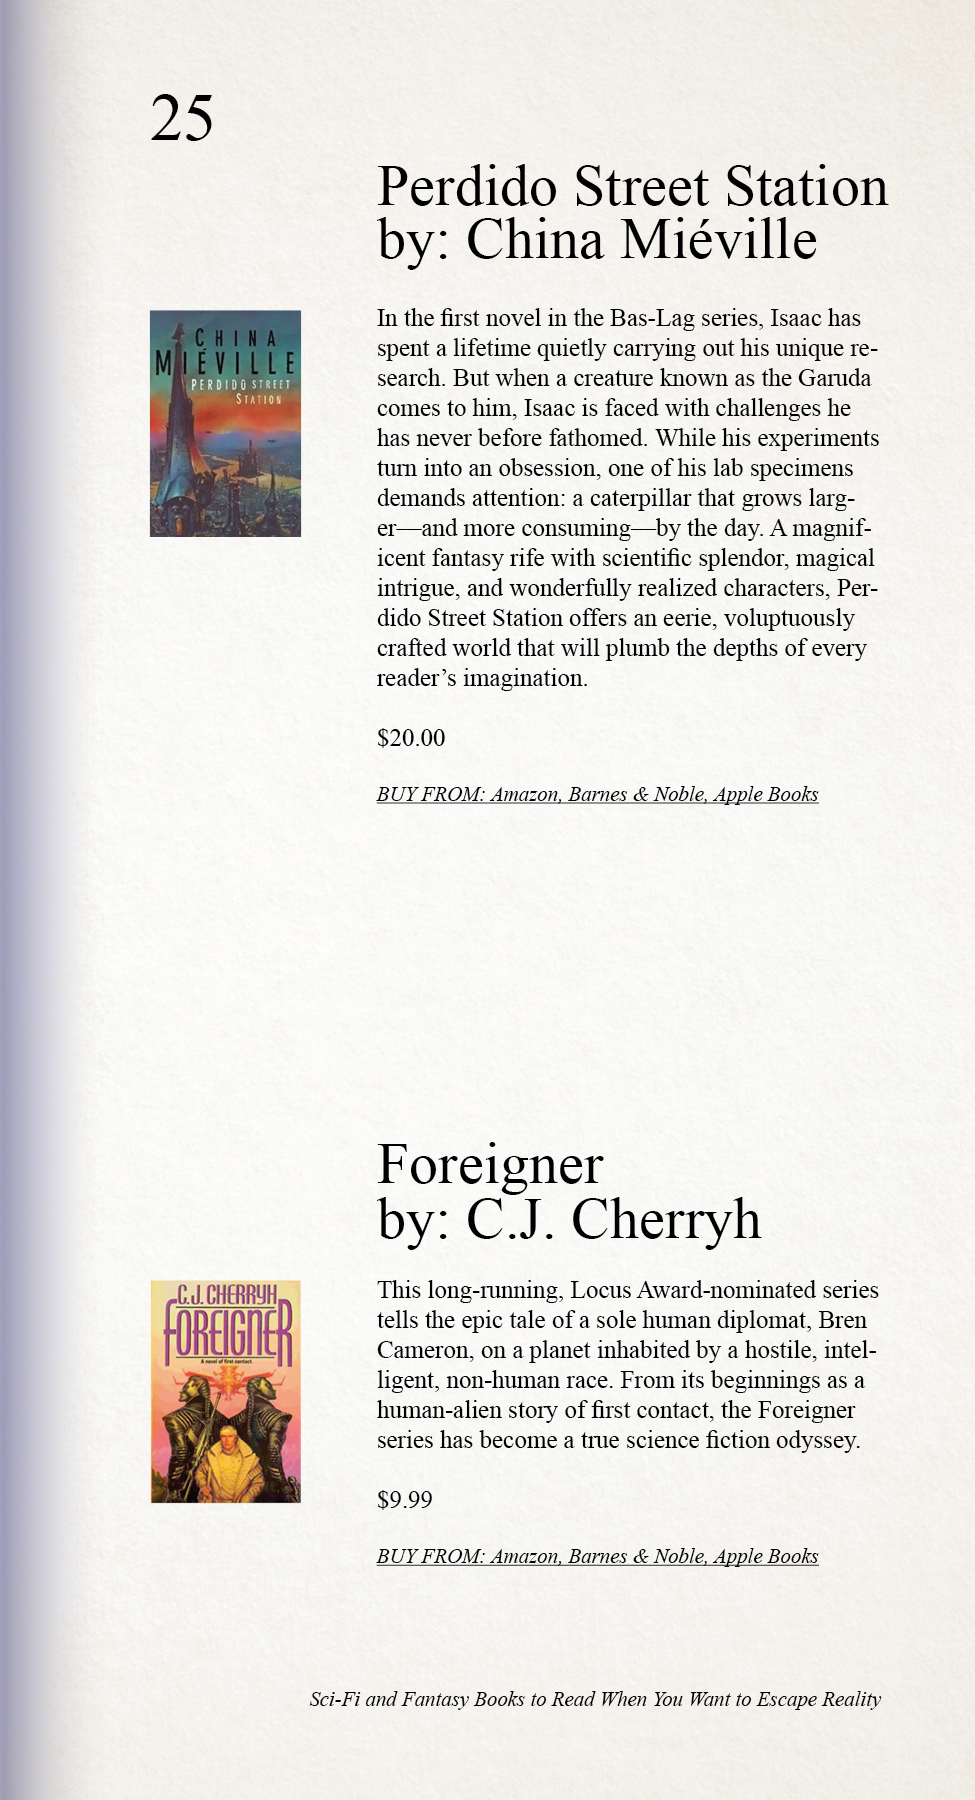 25
Perdido Street Station
by: China Miéville
CHINA
MIÉVILLE
PERDIDO STREET
STATION
In the first novel in the Bas-Lag series, Isaac has
spent a lifetime quietly carrying out his unique re-
search. But when a creature known as the Garuda
comes to him, Isaac is faced with challenges he
has never before fathomed. While his experiments
turn into an obsession, one of his lab specimens
demands attention: a caterpillar that grows larg-
er—and more consuming—by the day. A magnif-
icent fantasy rife with scientific splendor, magical
intrigue, and wonderfully realized characters, Per-
dido Street Station offers an eerie, voluptuously
crafted world that will plumb the depths of every
reader’s imagination.
$20.00
BUY FROM: Amazon, Barnes & Noble, Apple Books
Foreigner
by: C.J. Cherryh
C.J. CHERRYH
FOREIGNER
A novel of first contact
This long-running, Locus Award-nominated series
tells the epic tale of a sole human diplomat, Bren
Cameron, on a planet inhabited by a hostile, intel-
ligent, non-human race. From its beginnings as a
human-alien story of first contact, the Foreigner
series has become a true science fiction odyssey.
$9.99
BUY FROM: Amazon, Barnes & Noble, Apple Books
Sci-Fi and Fantasy Books to Read When You Want to Escape Reality